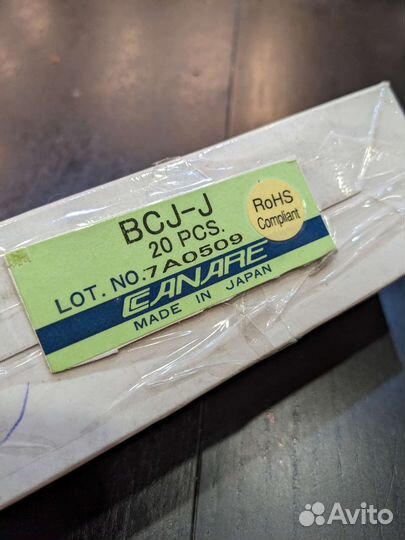 BCJ-J
20 PCS.
RoHS
Compliant
LOT. NO. 7A0509
CANARE
MADE IN JAPAN
Avito